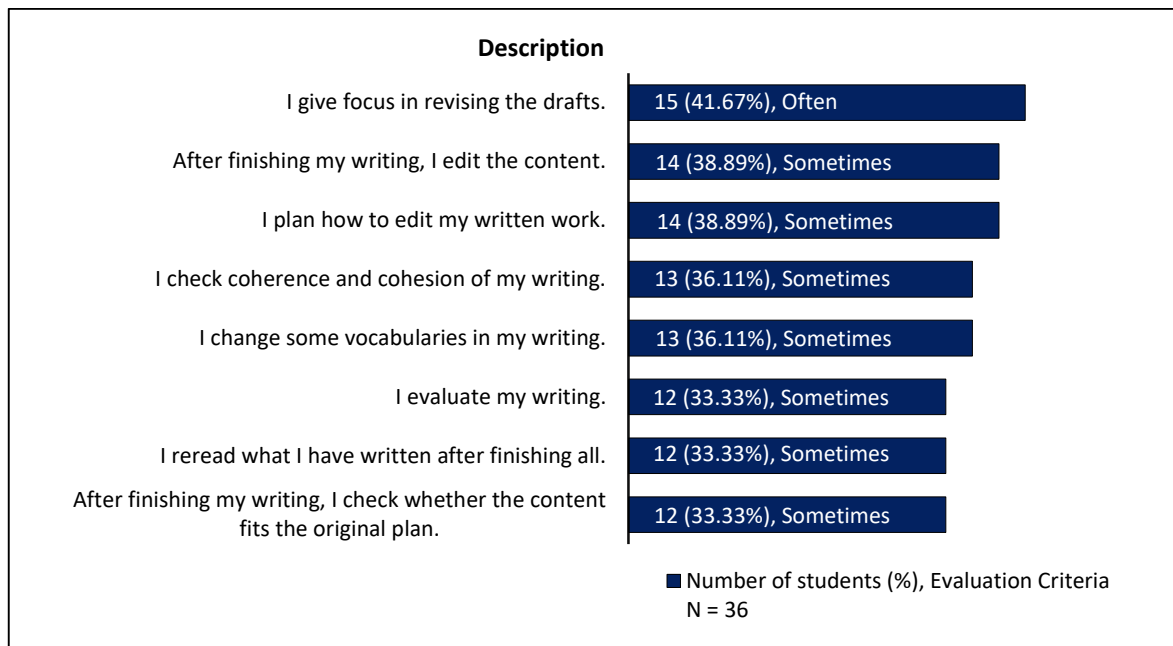 Description
I give focus in revising the drafts.
15 (41.67%), Often
After finishing my writing, I edit the content.
14 (38.89%), Sometimes
I plan how to edit my written work.
14 (38.89%), Sometimes
I check coherence and cohesion of my writing.
13 (36.11%), Sometimes
I change some vocabularies in my writing.
13 (36.11%), Sometimes
I evaluate my writing.
12 (33.33%), Sometimes
I reread what I have written after finishing all.
12 (33.33%), Sometimes
After finishing my writing, I check whether the content
fits the original plan.
12 (33.33%), Sometimes
Number of students (%), Evaluation Criteria
N = 36